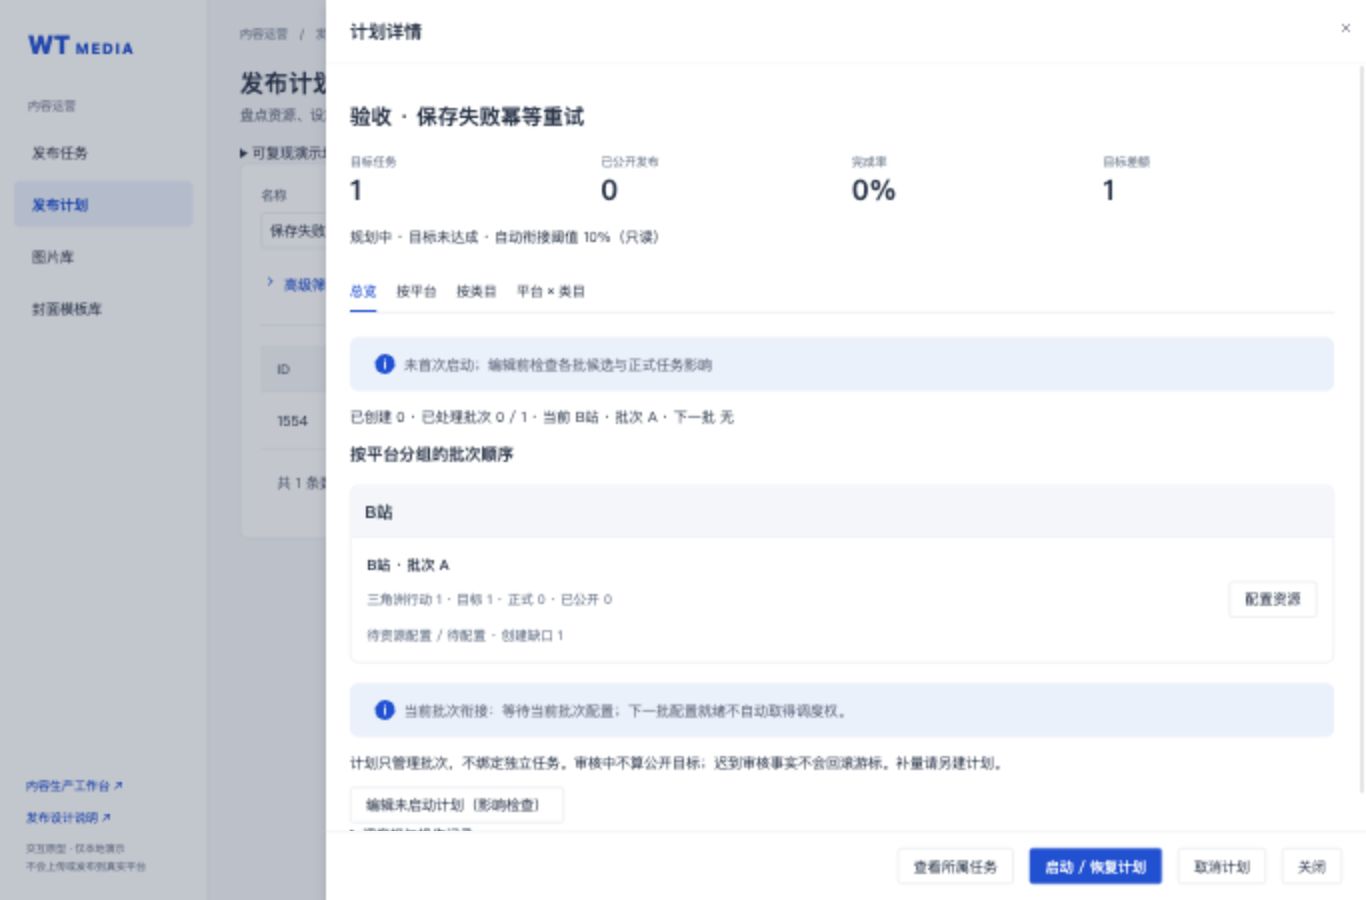 WT MEDIA
内容运营
发布任务
发布计划
图片库
封面模板库
内容生产工作台 ↗
发布设计说明 ↗
交互原型 · 仅本地演示
不会上传或发布到真实平台
内容运营 / 发
发布计划
盘点资源、设
▶ 可复现演示
名称
保存失败
高级筛
ID
1554
共 1 条
计划详情
×
验收 · 保存失败幂等重试
目标任务 已公开发布 完成率 目标差额
1 0 0% 1
规划中 · 目标未达成 · 自动衔接阈值 10%（只读）
总览 按平台 按类目 平台 × 类目
未首次启动；编辑前检查各批候选与正式任务影响
已创建 0 · 已处理批次 0 / 1 · 当前 B站 · 批次 A · 下一批 无
按平台分组的批次顺序
B站
B站 · 批次 A
三角洲行动 1 · 目标 1 · 正式 0 · 已公开 0
待资源配置 / 待配置 · 创建缺口 1
配置资源
当前批次衔接：等待当前批次配置；下一批配置就绪不自动取得调度权。
计划只管理批次，不绑定独立任务。审核中不算公开目标；迟到审核事实不会回滚游标。补量请另建计划。
编辑未启动计划（影响检查）
查看所属任务 启动 / 恢复计划 取消计划 关闭